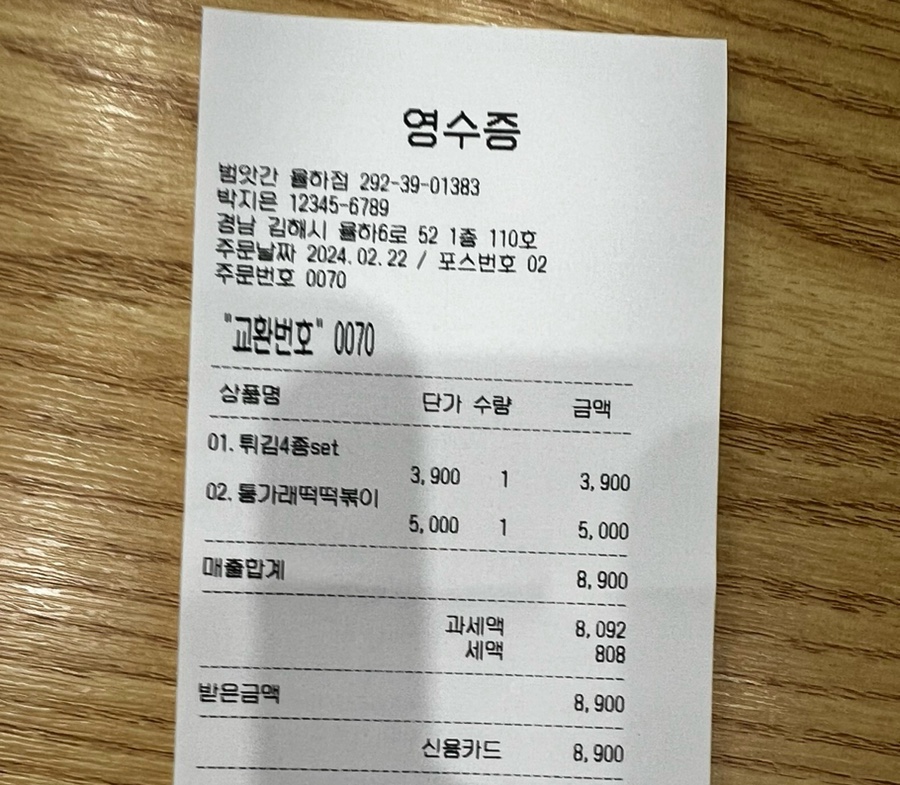 영수증
범앗간 율하점 292-39-01383
박지은 12345-6789
경남 김해시 율하6로 52 1층 110호
주문날짜 2024.02.22 / 포스번호 02
주문번호 0070
"교환번호" 0070
상품명 단가 수량 금액
01. 튀김4종set
3,900 1 3,900
02. 통가래떡떡볶이
5,000 1 5,000
매출합계 8,900
과세액 8,092
세액 808
받은금액 8,900
신용카드 8,900